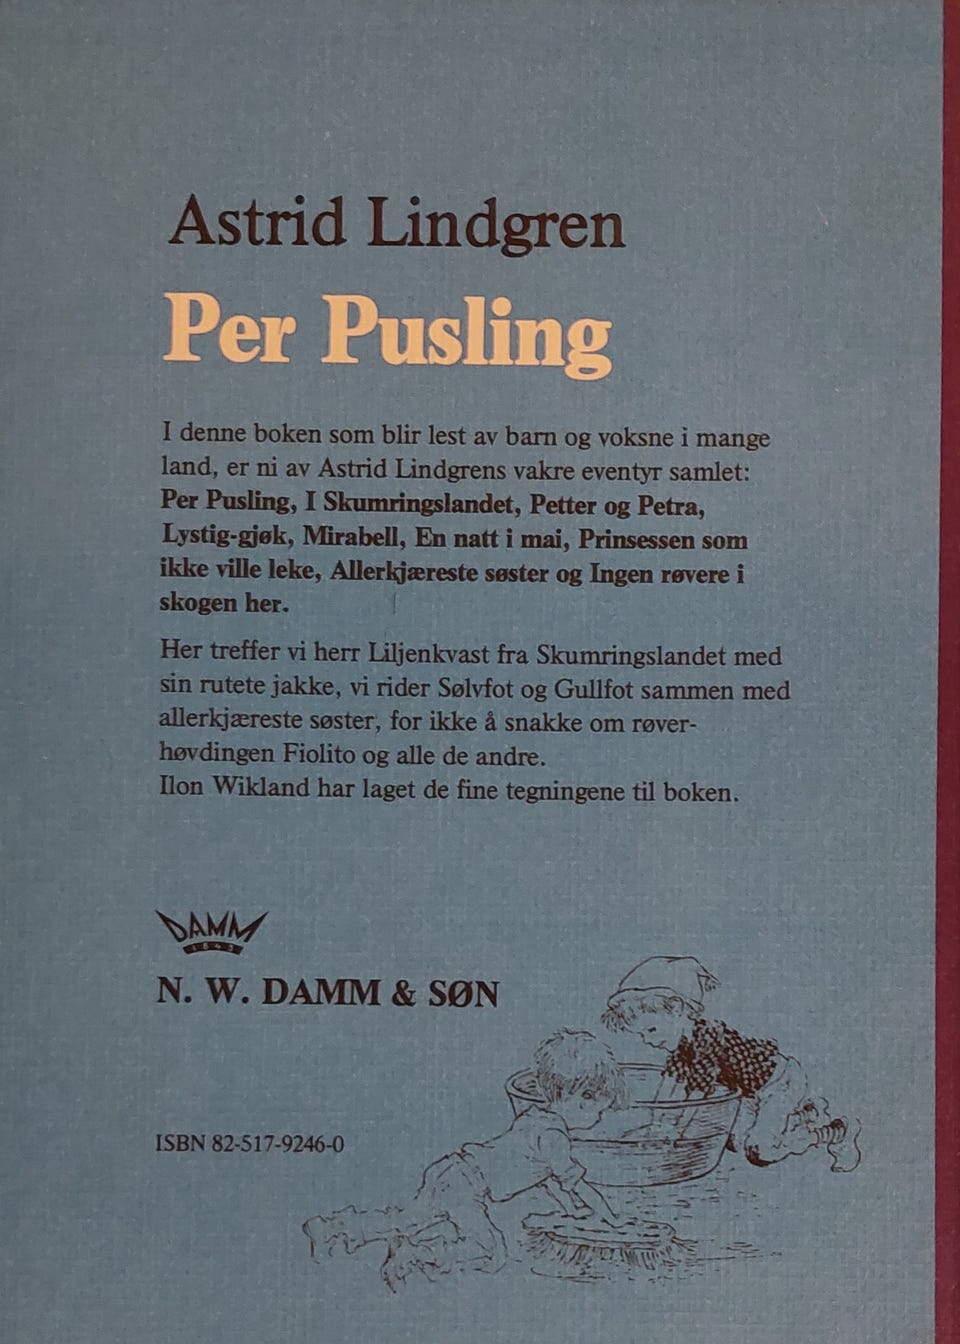 Astrid Lindgren
Per Pusling
I denne boken som blir lest av barn og voksne i mange
land, er ni av Astrid Lindgrens vakre eventyr samlet:
Per Pusling, I Skumringslandet, Petter og Petra,
Lystig-gjøk, Mirabell, En natt i mai, Prinsessen som
ikke ville leke, Allerkjæreste søster og Ingen røvere i
skogen her.
Her treffer vi herr Liljenkvast fra Skumringslandet med
sin rutete jakke, vi rider Sølvfot og Gullfot sammen med
allerkjæreste søster, for ikke å snakke om røver-
høvdingen Fiolito og alle de andre.
Ilon Wikland har laget de fine tegningene til boken.
DAMM
1843
N. W. DAMM & SØN
ISBN 82-517-9246-0